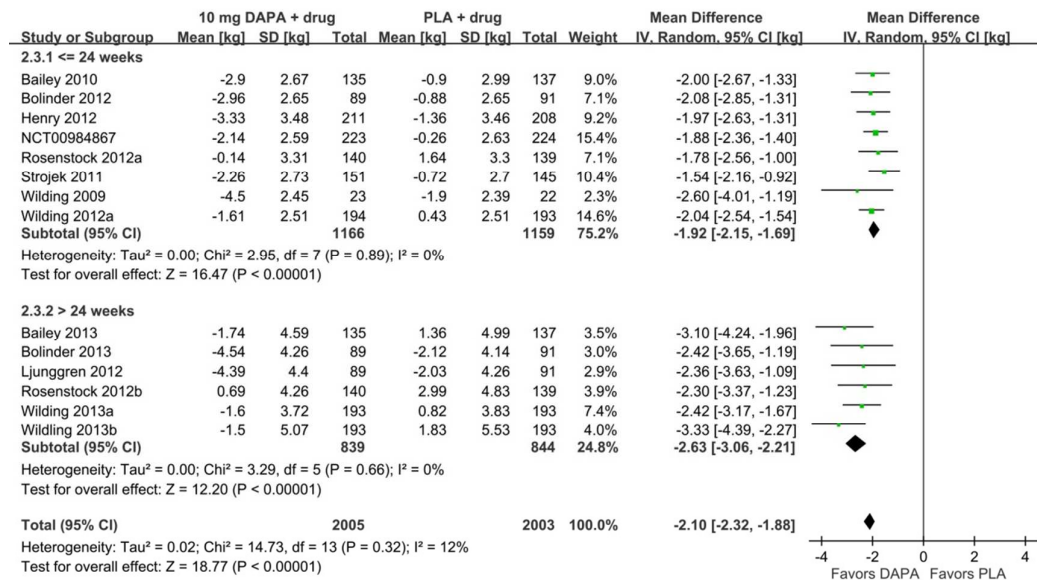 10 mg DAPA + drug PLA + drug Mean Difference Mean Difference
Study or Subgroup Mean [kg] SD [kg] Total Mean [kg] SD [kg] Total Weight IV, Random, 95% CI [kg] IV, Random, 95% CI [kg]
2.3.1 <= 24 weeks
Bailey 2010 -2.9 2.67 135 -0.9 2.99 137 9.0% -2.00 [-2.67, -1.33]
Bolinder 2012 -2.96 2.65 89 -0.88 2.65 91 7.1% -2.08 [-2.85, -1.31]
Henry 2012 -3.33 3.48 211 -1.36 3.46 208 9.2% -1.97 [-2.63, -1.31]
NCT00984867 -2.14 2.59 223 -0.26 2.63 224 15.4% -1.88 [-2.36, -1.40]
Rosenstock 2012a -0.14 3.31 140 1.64 3.3 139 7.1% -1.78 [-2.56, -1.00]
Strojek 2011 -2.26 2.73 151 -0.72 2.7 145 10.4% -1.54 [-2.16, -0.92]
Wilding 2009 -4.5 2.45 23 -1.9 2.39 22 2.3% -2.60 [-4.01, -1.19]
Wilding 2012a -1.61 2.51 194 0.43 2.51 193 14.6% -2.04 [-2.54, -1.54]
Subtotal (95% CI) 1166 1159 75.2% -1.92 [-2.15, -1.69]
Heterogeneity: Tau² = 0.00; Chi² = 2.95, df = 7 (P = 0.89); I² = 0%
Test for overall effect: Z = 16.47 (P < 0.00001)
2.3.2 > 24 weeks
Bailey 2013 -1.74 4.59 135 1.36 4.99 137 3.5% -3.10 [-4.24, -1.96]
Bolinder 2013 -4.54 4.26 89 -2.12 4.14 91 3.0% -2.42 [-3.65, -1.19]
Ljunggren 2012 -4.39 4.4 89 -2.03 4.26 91 2.8% -2.36 [-3.63, -1.09]
Rosenstock 2012b 0.69 4.26 140 2.99 4.83 139 3.9% -2.30 [-3.37, -1.23]
Wilding 2013a -1.6 3.72 193 0.82 3.83 193 7.4% -2.42 [-3.17, -1.67]
Wildling 2013b -1.5 5.07 193 1.83 5.53 193 4.0% -3.33 [-4.39, -2.27]
Subtotal (95% CI) 839 844 24.8% -2.63 [-3.06, -2.21]
Heterogeneity: Tau² = 0.00; Chi² = 3.29, df = 5 (P = 0.66); I² = 0%
Test for overall effect: Z = 12.20 (P < 0.00001)
Total (95% CI) 2005 2003 100.0% -2.10 [-2.32, -1.88]
Heterogeneity: Tau² = 0.02; Chi² = 14.73, df = 13 (P = 0.32); I² = 12%
Test for overall effect: Z = 18.77 (P < 0.00001)
-4 -2 0 2 4
Favors DAPA Favors PLA